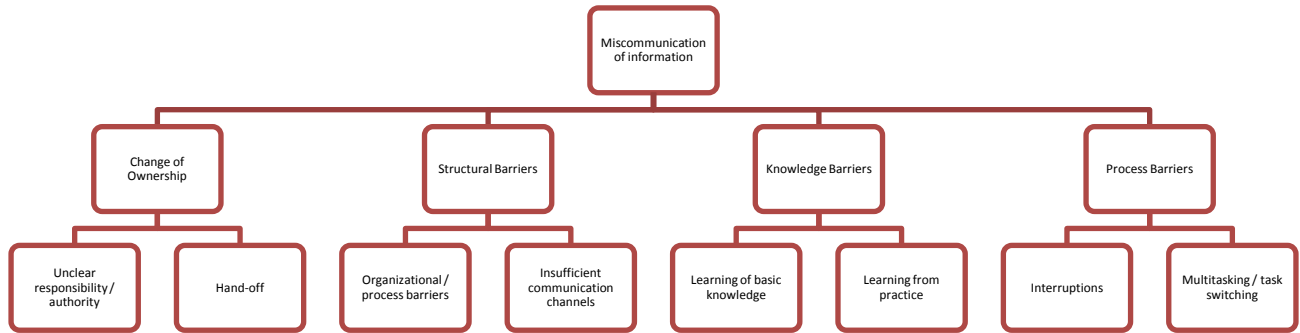 Miscommunication
of information
Change of
Ownership
Structural Barriers
Knowledge Barriers
Process Barriers
Unclear
responsibility /
authority
Hand-off
Organizational /
process barriers
Insufficient
communication
channels
Learning of basic
knowledge
Learning from
practice
Interruptions
Multitasking / task
switching